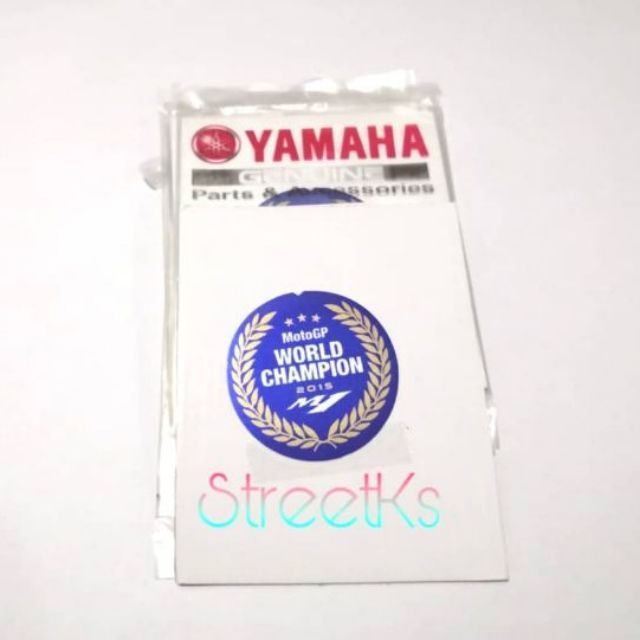 YAMAHA
GENUINE
Parts & Accessories
MotoGP
WORLD
CHAMPION
2015
M1
StreetKs